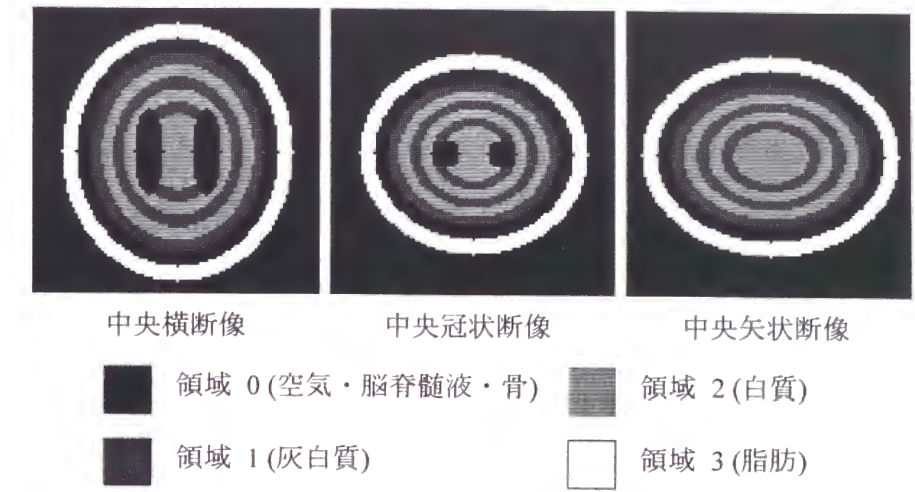 中央横断像 中央冠状断像 中央矢状断像
領域 0 (空気・脳脊髄液・骨) 領域 2 (白質)
領域 1 (灰白質) 領域 3 (脂肪)